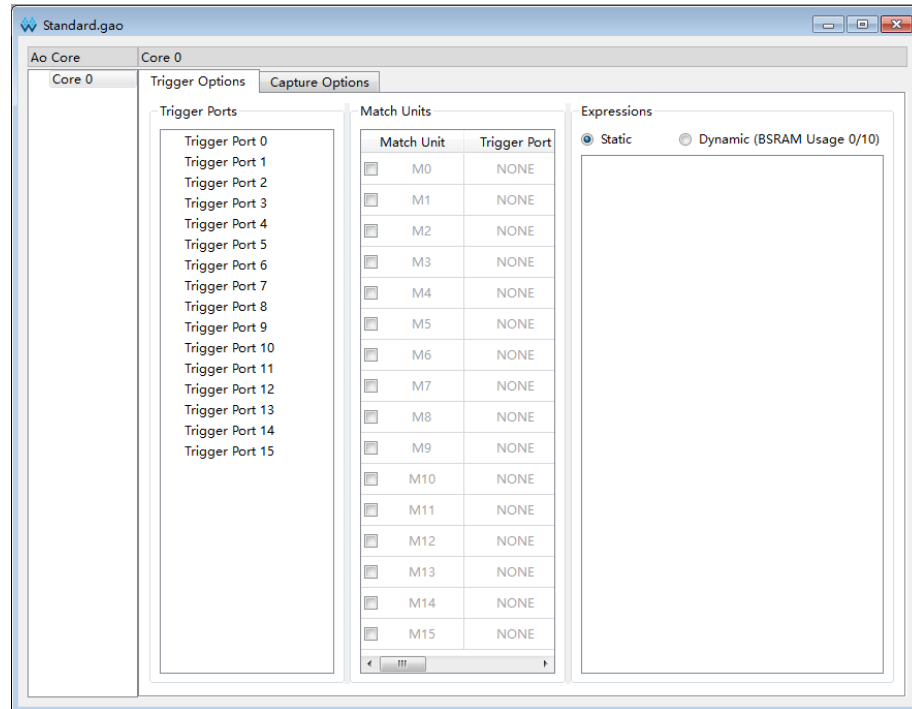 Standard.gao
Ao Core Core 0
Core 0
Trigger Options Capture Options
Trigger Ports
Trigger Port 0
Trigger Port 1
Trigger Port 2
Trigger Port 3
Trigger Port 4
Trigger Port 5
Trigger Port 6
Trigger Port 7
Trigger Port 8
Trigger Port 9
Trigger Port 10
Trigger Port 11
Trigger Port 12
Trigger Port 13
Trigger Port 14
Trigger Port 15
Match Units
Match Unit Trigger Port
M0 NONE
M1 NONE
M2 NONE
M3 NONE
M4 NONE
M5 NONE
M6 NONE
M7 NONE
M8 NONE
M9 NONE
M10 NONE
M11 NONE
M12 NONE
M13 NONE
M14 NONE
M15 NONE
Expressions
Static Dynamic (BSRAM Usage 0/10)